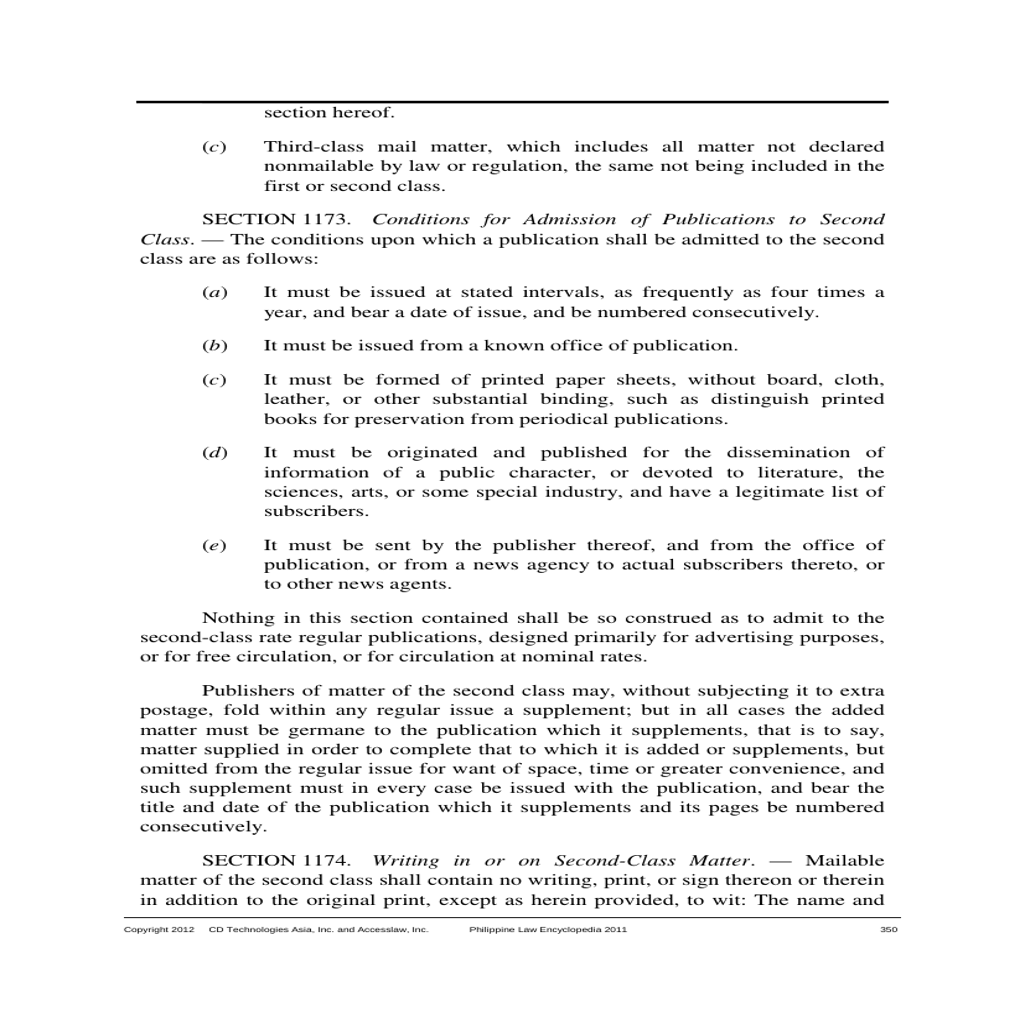 section hereof.
(c) Third-class mail matter, which includes all matter not declared
nonmailable by law or regulation, the same not being included in the
first or second class.
SECTION 1173. Conditions for Admission of Publications to Second
Class. — The conditions upon which a publication shall be admitted to the second
class are as follows:
(a) It must be issued at stated intervals, as frequently as four times a
year, and bear a date of issue, and be numbered consecutively.
(b) It must be issued from a known office of publication.
(c) It must be formed of printed paper sheets, without board, cloth,
leather, or other substantial binding, such as distinguish printed
books for preservation from periodical publications.
(d) It must be originated and published for the dissemination of
information of a public character, or devoted to literature, the
sciences, arts, or some special industry, and have a legitimate list of
subscribers.
(e) It must be sent by the publisher thereof, and from the office of
publication, or from a news agency to actual subscribers thereto, or
to other news agents.
Nothing in this section contained shall be so construed as to admit to the
second-class rate regular publications, designed primarily for advertising purposes,
or for free circulation, or for circulation at nominal rates.
Publishers of matter of the second class may, without subjecting it to extra
postage, fold within any regular issue a supplement; but in all cases the added
matter must be germane to the publication which it supplements, that is to say,
matter supplied in order to complete that to which it is added or supplements, but
omitted from the regular issue for want of space, time or greater convenience, and
such supplement must in every case be issued with the publication, and bear the
title and date of the publication which it supplements and its pages be numbered
consecutively.
SECTION 1174. Writing in or on Second-Class Matter. — Mailable
matter of the second class shall contain no writing, print, or sign thereon or therein
in addition to the original print, except as herein provided, to wit: The name and
Copyright 2012 CD Technologies Asia, Inc. and Accesslaw, Inc. Philippine Law Encyclopedia 2011 350